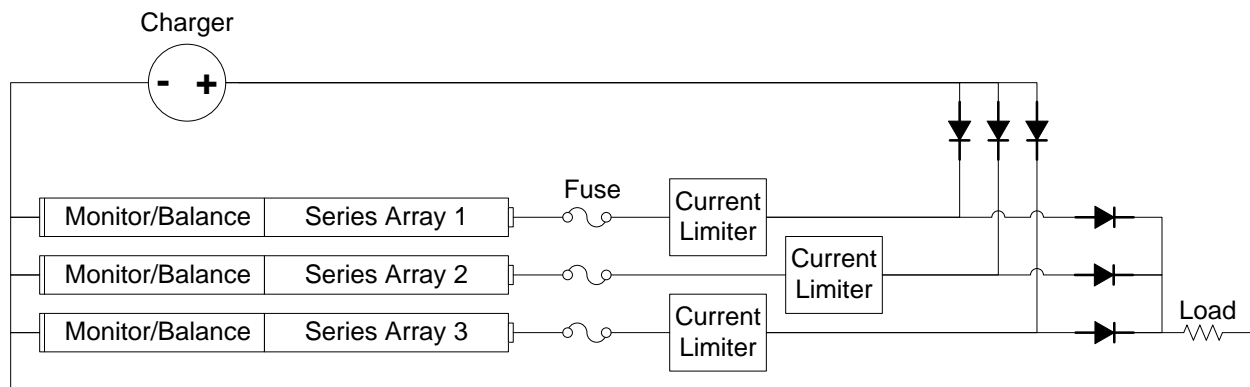 Charger
- +
Monitor/Balance Series Array 1
Fuse
Current
Limiter
Monitor/Balance Series Array 2
Current
Limiter
Monitor/Balance Series Array 3
Current
Limiter
Load